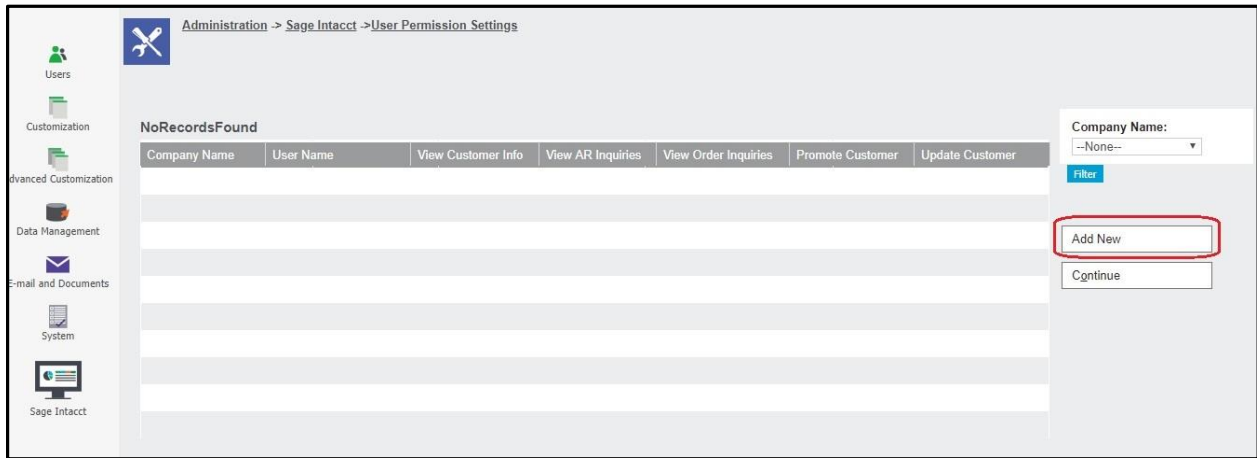 Administration -> Sage Intacct ->User Permission Settings
Users
Customization
dvanced Customization
Data Management
E-mail and Documents
System
Sage Intacct
NoRecordsFound
Company Name User Name View Customer Info View AR Inquiries View Order Inquiries Promote Customer Update Customer
Company Name:
--None--
Filter
Add New
Continue